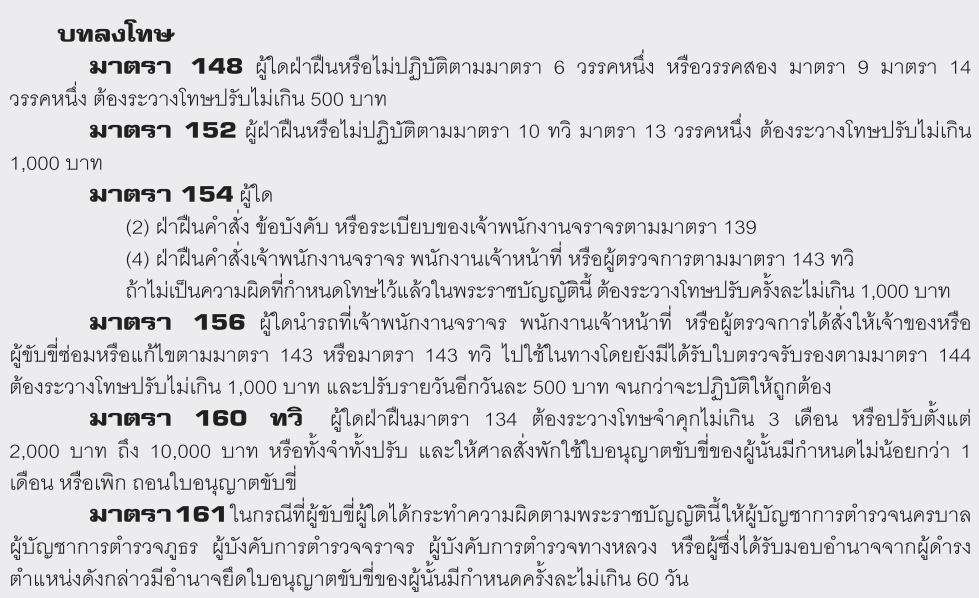 บทลงโทษ
มาตรา 148 ผู้ใดฝ่าฝืนหรือไม่ปฏิบัติตามมาตรา 6 วรรคหนึ่ง หรือวรรคสอง มาตรา 9 มาตรา 14
วรรคหนึ่ง ต้องระวางโทษปรับไม่เกิน 500 บาท
มาตรา 152 ผู้ฝ่าฝืนหรือไม่ปฏิบัติตามมาตรา 10 ทวิ มาตรา 13 วรรคหนึ่ง ต้องระวางโทษปรับไม่เกิน
1,000 บาท
มาตรา 154 ผู้ใด
(2) ฝ่าฝืนคำสั่ง ข้อบังคับ หรือระเบียบของเจ้าพนักงานจราจรตามมาตรา 139
(4) ฝ่าฝืนคำสั่งเจ้าพนักงานจราจร พนักงานเจ้าหน้าที่ หรือผู้ตรวจการตามมาตรา 143 ทวิ
ถ้าไม่เป็นความผิดที่กำหนดโทษไว้แล้วในพระราชบัญญัตินี้ ต้องระวางโทษปรับครั้งละไม่เกิน 1,000 บาท
มาตรา 156 ผู้ใดนำรถที่เจ้าพนักงานจราจร พนักงานเจ้าหน้าที่ หรือผู้ตรวจการได้สั่งให้เจ้าของหรือ
ผู้ขับขี่ซ่อมหรือแก้ไขตามมาตรา 143 หรือมาตรา 143 ทวิ ไปใช้ในทางโดยยังมิได้รับใบตรวจรับรองตามมาตรา 144
ต้องระวางโทษปรับไม่เกิน 1,000 บาท และปรับรายวันอีกวันละ 500 บาท จนกว่าจะปฏิบัติให้ถูกต้อง
มาตรา 160 ทวิ ผู้ใดฝ่าฝืนมาตรา 134 ต้องระวางโทษจำคุกไม่เกิน 3 เดือน หรือปรับตั้งแต่
2,000 บาท ถึง 10,000 บาท หรือทั้งจำทั้งปรับ และให้ศาลสั่งพักใช้ใบอนุญาตขับขี่ของผู้นั้นมีกำหนดไม่น้อยกว่า 1
เดือน หรือเพิก ถอนใบอนุญาตขับขี่
มาตรา 161 ในกรณีที่ผู้ขับขี่ผู้ใดได้กระทำความผิดตามพระราชบัญญัตินี้ ให้ผู้บัญชาการตำรวจนครบาล
ผู้บัญชาการตำรวจภูธร ผู้บังคับการตำรวจจราจร ผู้บังคับการตำรวจทางหลวง หรือผู้ซึ่งได้รับมอบอำนาจจากผู้ดำรง
ตำแหน่งดังกล่าวมีอำนาจยึดใบอนุญาตขับขี่ของผู้นั้นมีกำหนดครั้งละไม่เกิน 60 วัน